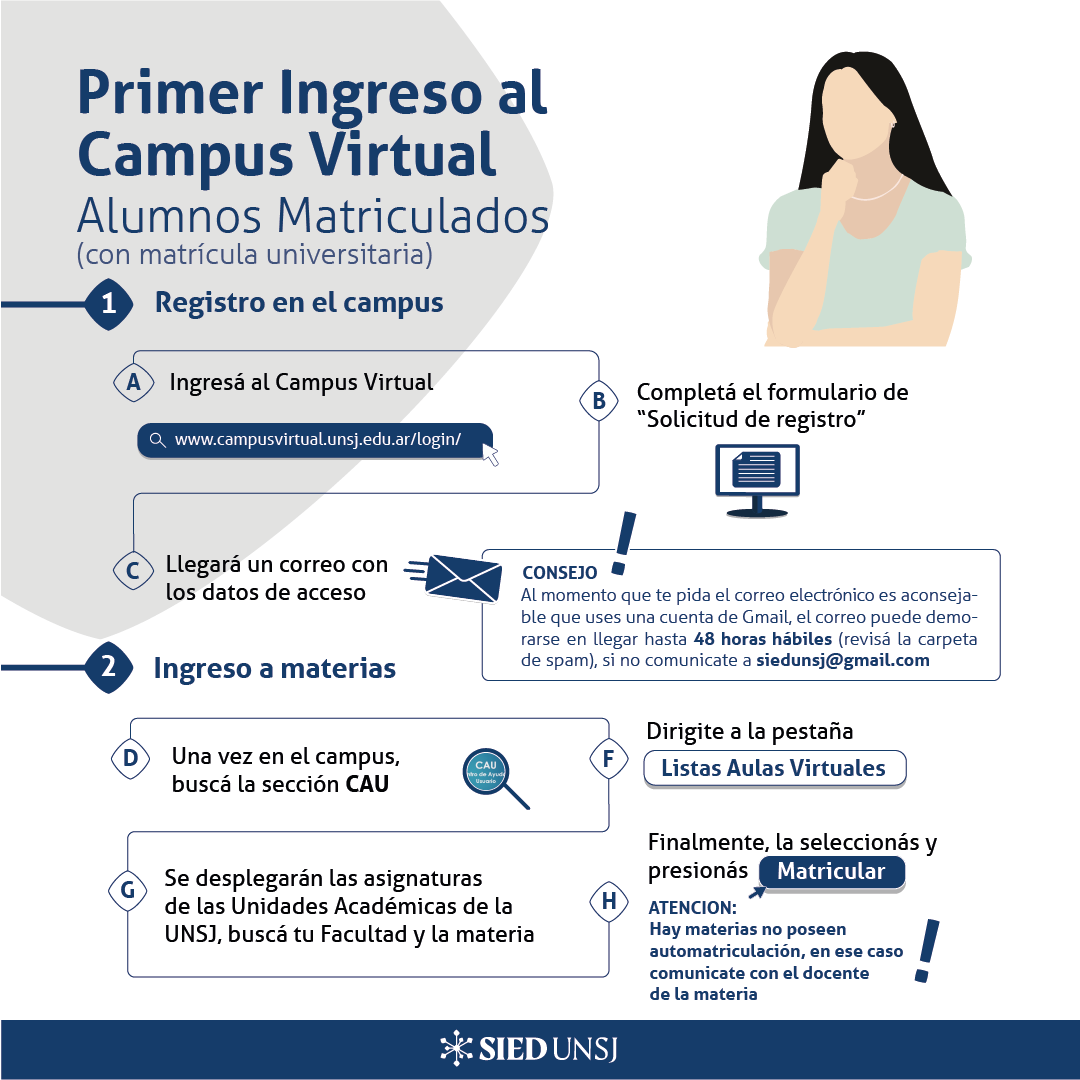 Primer Ingreso al
Campus Virtual
Alumnos Matriculados
(con matrícula universitaria)
1 Registro en el campus
A Ingresá al Campus Virtual
www.campusvirtual.unsj.edu.ar/login/
B Completá el formulario de
“Solicitud de registro”
C Llegará un correo con
los datos de acceso
CONSEJO !
Al momento que te pida el correo electrónico es aconseja-
ble que uses una cuenta de Gmail, el correo puede demo-
rarse en llegar hasta 48 horas hábiles (revisá la carpeta
de spam), si no comunicate a siedunsj@gmail.com
2 Ingreso a materias
D Una vez en el campus,
buscá la sección CAU
CAU
de Ayuda
Usuario
F Dirigite a la pestaña
Listas Aulas Virtuales
G Se desplegarán las asignaturas
de las Unidades Académicas de la
UNSJ, buscá tu Facultad y la materia
H Finalmente, la seleccionás y
presionás Matricular
ATENCION:
Hay materias no poseen
automatriculación, en ese caso
comunicate con el docente
de la materia
!
SIED UNSJ